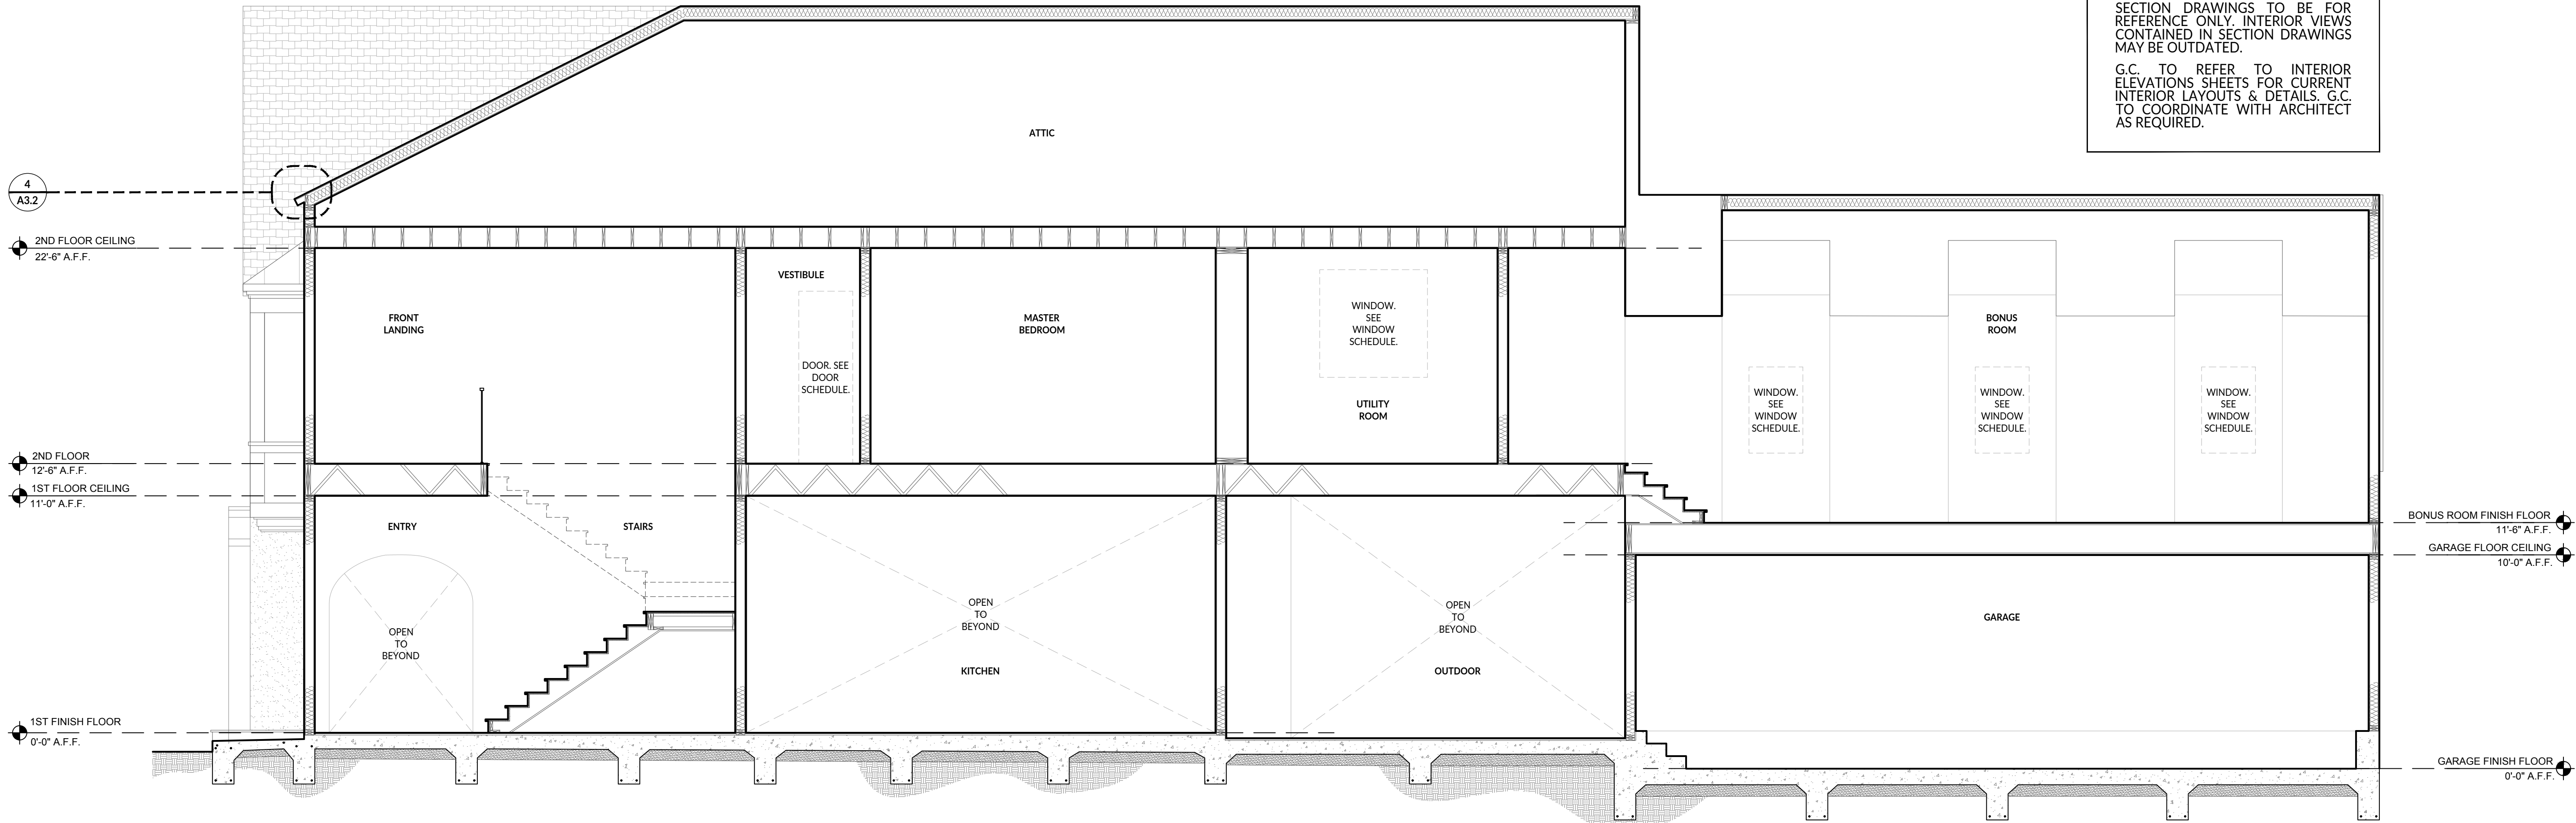 SECTION DRAWINGS TO BE FOR
REFERENCE ONLY. INTERIOR VIEWS
CONTAINED IN SECTION DRAWINGS
MAY BE OUTDATED.
G.C. TO REFER TO INTERIOR
ELEVATIONS SHEETS FOR CURRENT
INTERIOR LAYOUTS & DETAILS. G.C.
TO COORDINATE WITH ARCHITECT
AS REQUIRED.
ATTIC
4
A3.2
2ND FLOOR CEILING
22'-6" A.F.F.
VESTIBULE
FRONT
LANDING
MASTER
BEDROOM
WINDOW.
SEE
WINDOW
SCHEDULE.
UTILITY
ROOM
DOOR. SEE
DOOR
SCHEDULE.
BONUS
ROOM
WINDOW.
SEE
WINDOW
SCHEDULE.
WINDOW.
SEE
WINDOW
SCHEDULE.
WINDOW.
SEE
WINDOW
SCHEDULE.
2ND FLOOR
12'-6" A.F.F.
1ST FLOOR CEILING
11'-0" A.F.F.
ENTRY
STAIRS
BONUS ROOM FINISH FLOOR
11'-6" A.F.F.
GARAGE FLOOR CEILING
10'-0" A.F.F.
OPEN
TO
BEYOND
OPEN
TO
BEYOND
KITCHEN
OPEN
TO
BEYOND
OUTDOOR
GARAGE
1ST FINISH FLOOR
0'-0" A.F.F.
GARAGE FINISH FLOOR
0'-0" A.F.F.